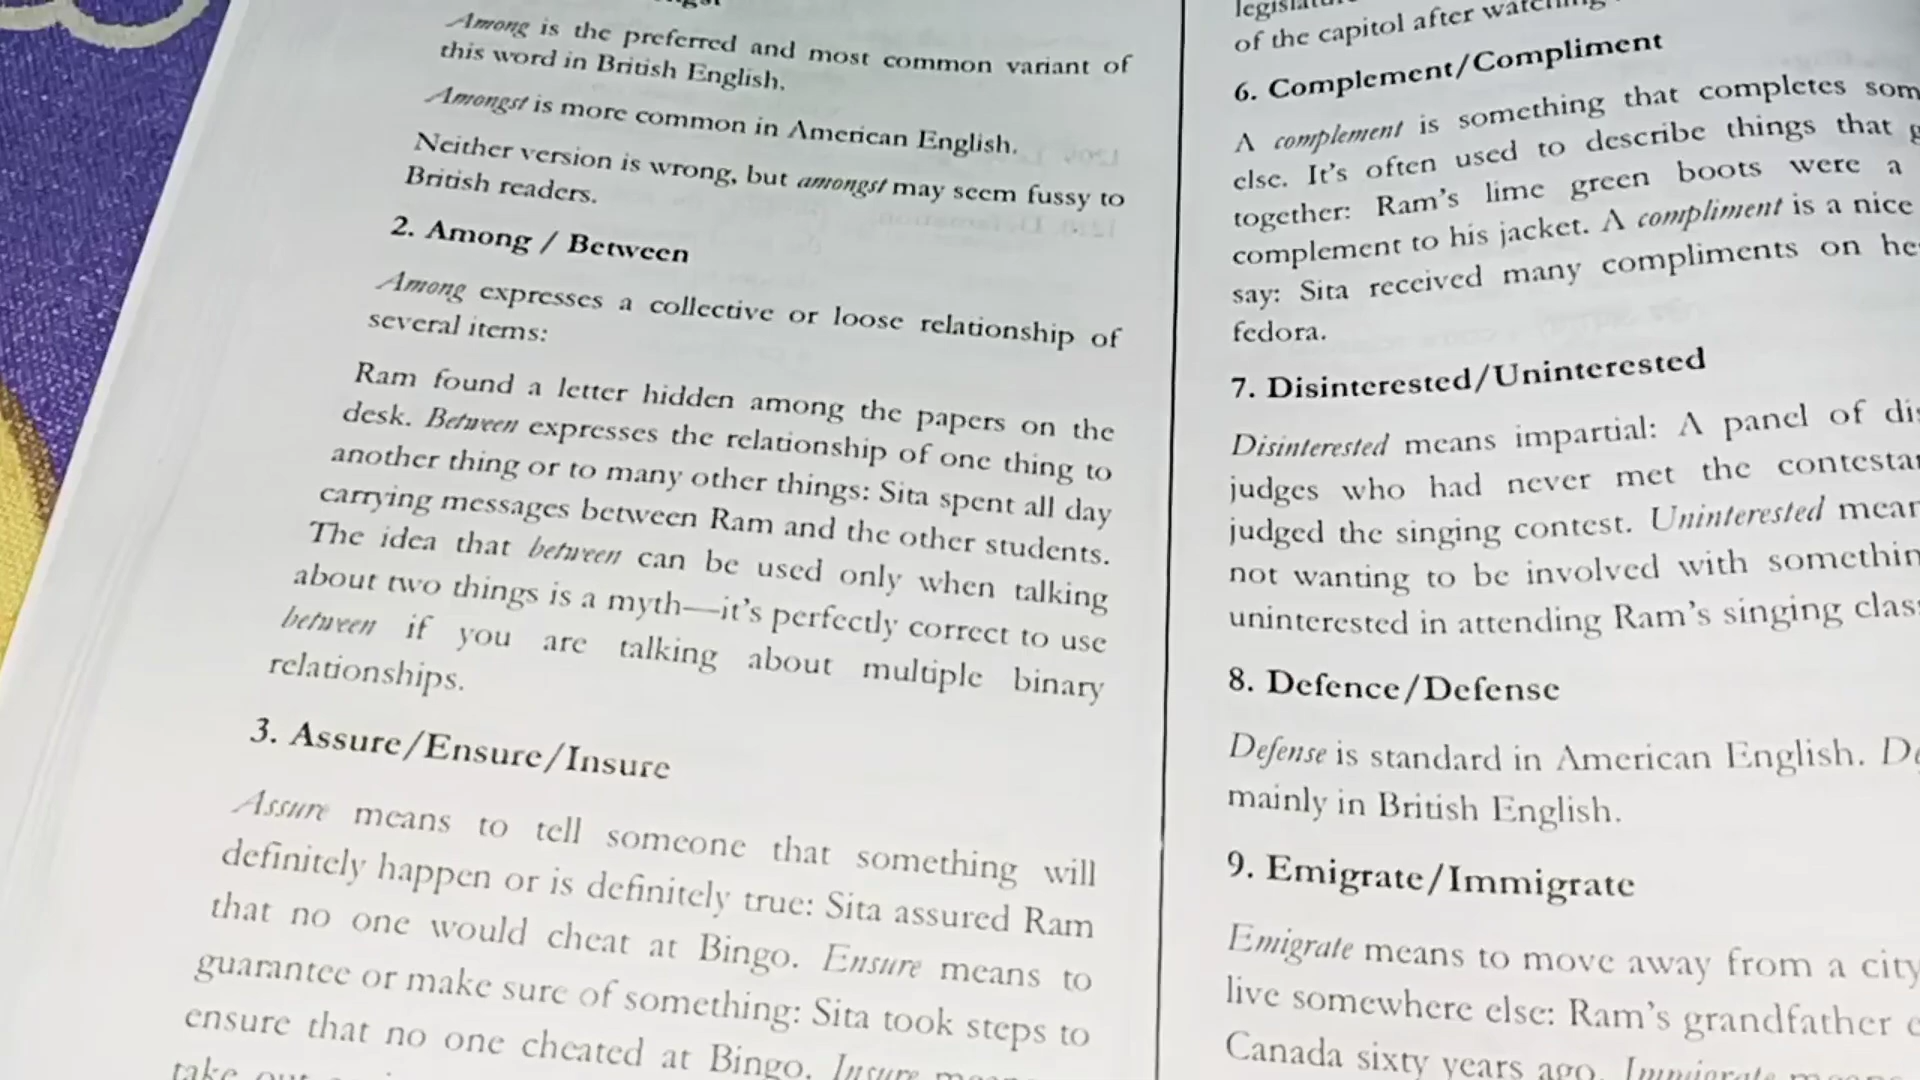 Among is the preferred and most common variant of
this word in British English.
Amongst is more common in American English.
Neither version is wrong, but amongst may seem fussy to
British readers.
2. Among / Between
Among expresses a collective or loose relationship of
several items:
Ram found a letter hidden among the papers on the
desk. Between expresses the relationship of one thing to
another thing or to many other things: Sita spent all day
carrying messages between Ram and the other students.
The idea that between can be used only when talking
about two things is a myth—it's perfectly correct to use
between if you are talking about multiple binary
relationships.
3. Assure/Ensure/Insure
Assure means to tell someone that something will
definitely happen or is definitely true: Sita assured Ram
that no one would cheat at Bingo. Ensure means to
guarantee or make sure of something: Sita took steps to
ensure that no one cheated at Bingo. Insure
take out
of the capitol after
6. Complement/Compliment
A complement is something that completes
else. It's often used to describe things that
together: Ram's lime green boots were a
complement to his jacket. A compliment is a nice
say: Sita received many compliments on
fedora.
7. Disinterested/Uninterested
Disinterested means impartial: A panel of
judges who had never met the
judged the singing contest. Uninterested
not wanting to be involved with
uninterested in attending Ram's singing
8. Defence/Defense
Defense is standard in American English.
mainly in British English.
9. Emigrate/Immigrate
Emigrate means to move away from a city
live somewhere else: Ram's grandfather
Canada sixty years ago. Immigrate